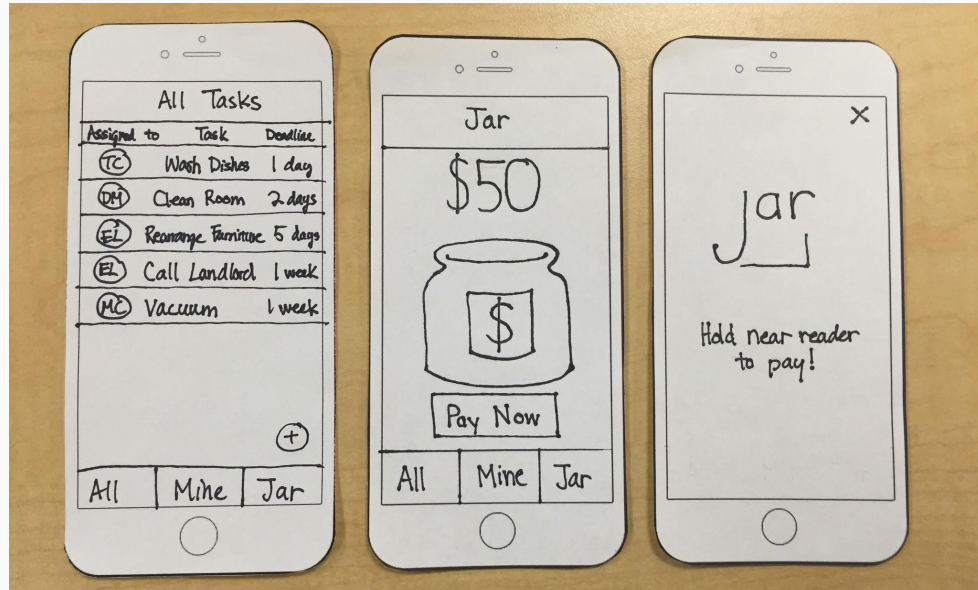 All Tasks
Assigned to Task Deadline
TC Wash Dishes 1 day
DM Clean Room 2 days
EL Rearrange Furniture 5 days
EL Call Landlord 1 week
MC Vacuum 1 week
+
All Mine Jar
Jar
$50
$
Pay Now
All Mine Jar
X
jar
Hold near reader
to pay!